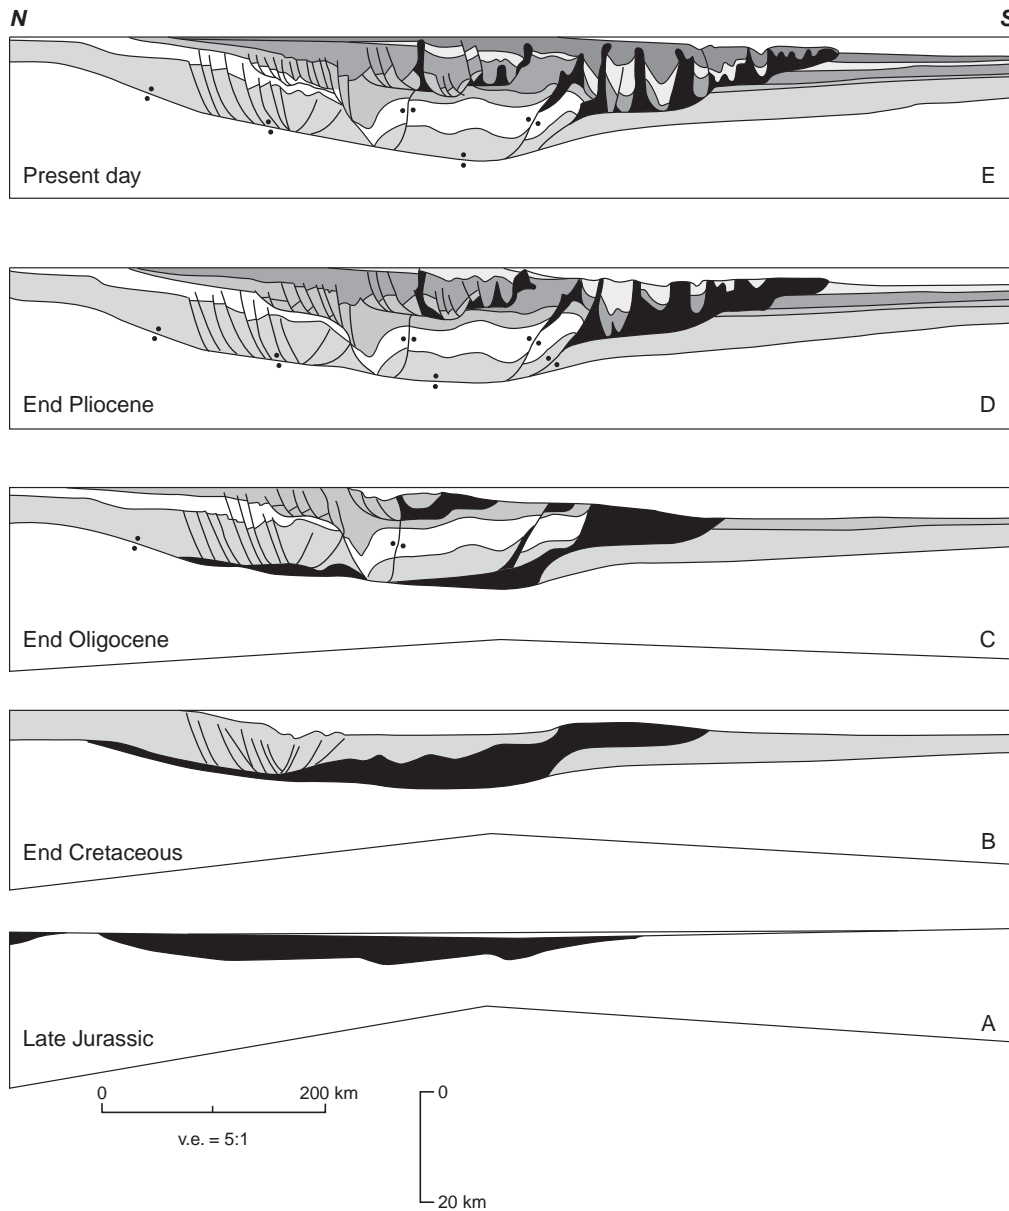 N S
Present day E
End Pliocene D
End Oligocene C
End Cretaceous B
Late Jurassic A
0 200 km 0
v.e. = 5:1
20 km